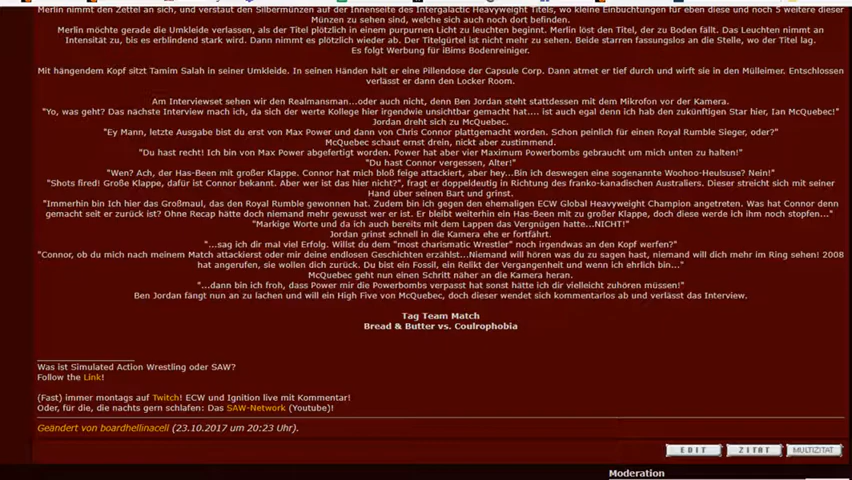 Merlin nimmt den Zettel an sich, und verstaut den Silbermünzen auf der Innenseite des Intergalactic Heavyweight Titels, wo kleine Einbuchtungen für eben diese und noch 5 weitere dieser
Münzen zu sehen sind, welche sich auch noch dort befinden.
Merlin möchte gerade die Umkleide verlassen, als der Titel plötzlich in einem purpurnen Licht zu leuchten beginnt. Merlin löst den Titel, der zu Boden fällt. Das Leuchten nimmt an
Intensität zu, bis es erblindend stark wird. Dann nimmt es plötzlich wieder ab. Der Titelgürtel ist nicht mehr zu sehen. Beide starren fassungslos an die Stelle, wo der Titel lag.
Es folgt Werbung für iBims Bodenreiniger.
Mit hängendem Kopf sitzt Tamim Salah in seiner Umkleide. In seinen Händen hält er eine Pillendose der Capsule Corp. Dann atmet er tief durch und wirft sie in den Mülleimer. Entschlossen
verlässt er dann den Locker Room.
Am Interviewset sehen wir den Realmansman...oder auch nicht, denn Ben Jordan steht stattdessen mit dem Mikrofon vor der Kamera.
"Yo, was geht? Das nächste Interview mach ich, da sich der werte Kollege hier irgendwie unsichtbar gemacht hat.... ist auch egal denn ich hab den zukünftigen Star hier, Ian McQuebec!"
Jordan dreht sich zu McQuebec.
"Ey Mann, letzte Ausgabe bist du erst von Max Power und dann von Chris Connor plattgemacht worden. Schon peinlich für einen Royal Rumble Sieger, oder?"
McQuebec schaut ernst drein, nickt aber zustimmend.
"Du hast recht! Ich bin von Max Power abgefertigt worden. Power hat aber vier Maximum Powerbombs gebraucht um mich unten zu halten!"
"Du hast Connor vergessen, Alter!"
"Wen? Ach, der Has-Been mit großer Klappe. Connor hat mich bloß feige attackiert, aber hey...Bin ich deswegen eine sogenannte Woohoo-Heulsuse? Nein!"
"Shots fired! Große Klappe, dafür ist Connor bekannt. Aber wer ist das hier nicht?", fragt er doppeldeutig in Richtung des franko-kanadischen Australiers. Dieser streicht sich mit seiner
Hand über seinen Bart und grinst.
"Immerhin bin Ich hier das Großmaul, das den Royal Rumble gewonnen hat. Zudem bin ich gegen den ehemaligen ECW Global Heavyweight Champion angetreten. Was hat Connor denn
gemacht seit er zurück ist? Ohne Recap hätte doch niemand mehr gewusst wer er ist. Er bleibt weiterhin ein Has-Been mit zu großer Klappe, doch diese werde ich ihm noch stopfen..."
"Markige Worte und da ich auch bereits mit dem Lappen das Vergnügen hatte...NICHT!"
Jordan grinst schnell in die Kamera ehe er fortfährt.
"...sag ich dir mal viel Erfolg. Willst du dem "most charismatic Wrestler" noch irgendwas an den Kopf werfen?"
"Connor, ob du mich nach meinem Match attackierst oder mir deine endlosen Geschichten erzählst...Niemand will hören was du zu sagen hast, niemand will dich mehr im Ring sehen! 2008
hat angerufen, sie wollen dich zurück. Du bist ein Fossil, ein Relikt der Vergangenheit und wenn ich ehrlich bin..."
McQuebec geht nun einen Schritt näher an die Kamera heran.
"...dann bin ich froh, dass Power mir die Powerbombs verpasst hat sonst hätte ich dir vielleicht zuhören müssen!"
Ben Jordan fängt nun an zu lachen und will ein High Five von McQuebec, doch dieser wendet sich kommentarlos ab und verlässt das Interview.
Tag Team Match
Bread & Butter vs. Coulrophobia
Was ist Simulated Action Wrestling oder SAW?
Follow the Link!
(Fast) immer montags auf Twitch! ECW und Ignition live mit Kommentar!
Oder, für die, die nachts gern schlafen: Das SAW-Network (Youtube)!
Geändert von boardhellinacell (23.10.2017 um 20:23 Uhr).
EDIT ZITAT MULTIZITAT
Moderation